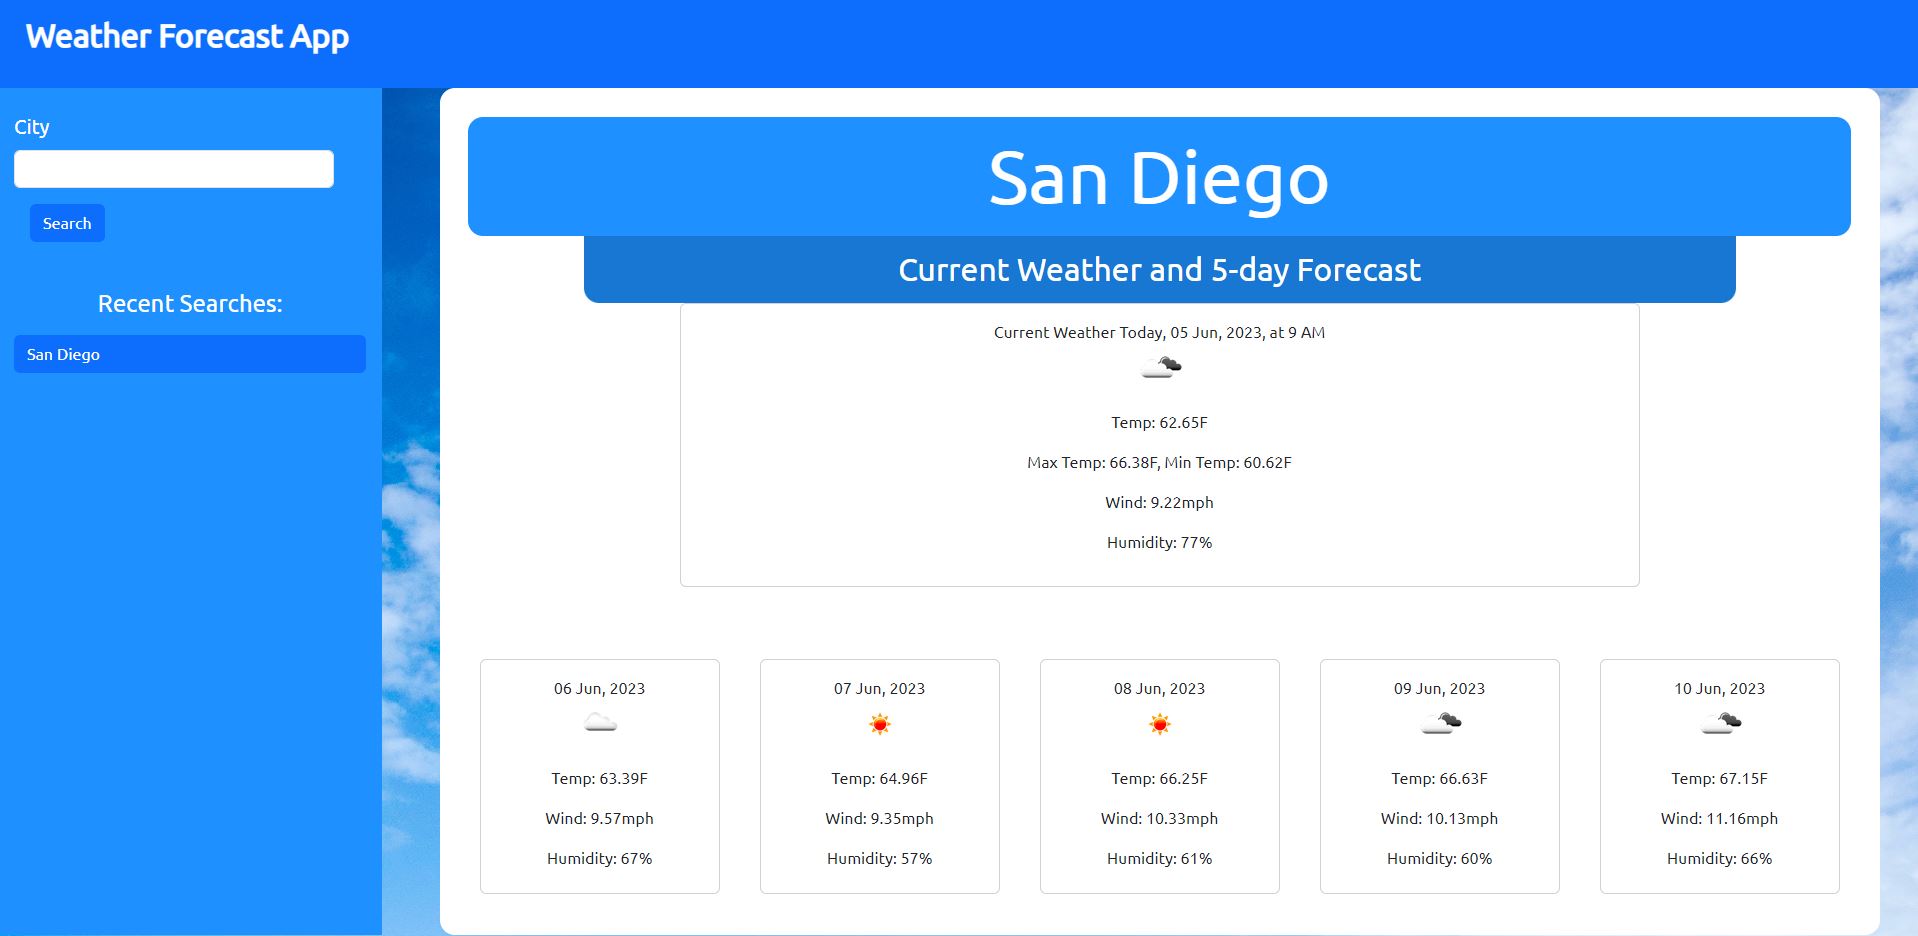 Weather Forecast App
City
Search
Recent Searches:
San Diego
San Diego
Current Weather and 5-day Forecast
Current Weather Today, 05 Jun, 2023, at 9 AM
Temp: 62.65F
Max Temp: 66.38F, Min Temp: 60.62F
Wind: 9.22mph
Humidity: 77%
06 Jun, 2023
Temp: 63.39F
Wind: 9.57mph
Humidity: 67%
07 Jun, 2023
Temp: 64.96F
Wind: 9.35mph
Humidity: 57%
08 Jun, 2023
Temp: 66.25F
Wind: 10.33mph
Humidity: 61%
09 Jun, 2023
Temp: 66.63F
Wind: 10.13mph
Humidity: 60%
10 Jun, 2023
Temp: 67.15F
Wind: 11.16mph
Humidity: 66%